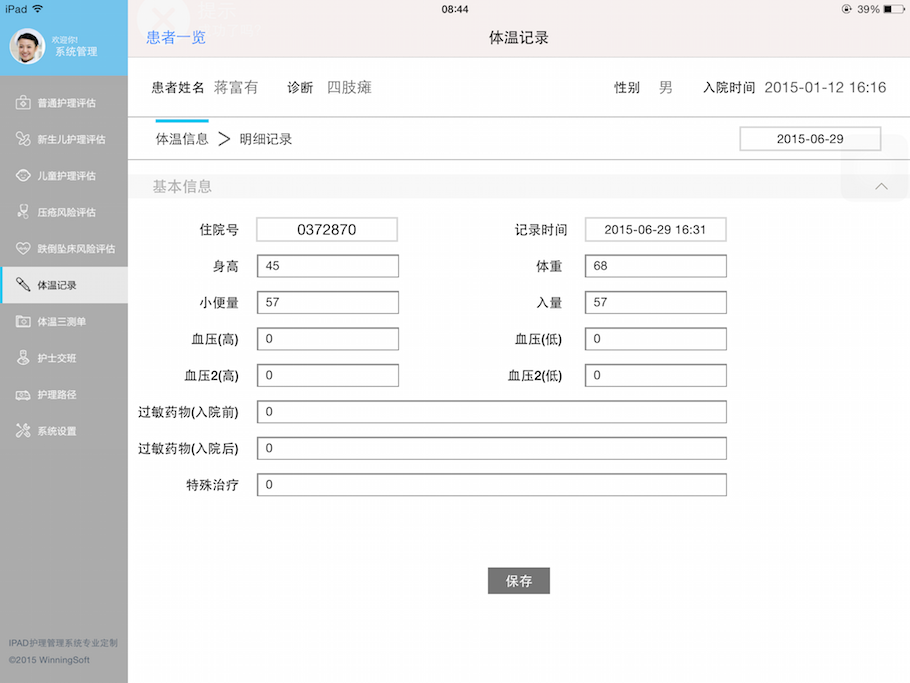 iPad 08:44 39%
欢迎你!
系统管理
患者一览 体温记录
患者姓名 蒋富有 诊断 四肢瘫 性别 男 入院时间 2015-01-12 16:16
体温信息 明细记录 2015-06-29
基本信息
普通护理评估
新生儿护理评估
儿童护理评估
压疮风险评估
跌倒坠床风险评估
体温记录
体温三测单
护士交班
护理路径
系统设置
住院号 0372870 记录时间 2015-06-29 16:31
身高 45 体重 68
小便量 57 入量 57
血压(高) 0 血压(低) 0
血压2(高) 0 血压2(低) 0
过敏药物(入院前) 0
过敏药物(入院后) 0
特殊治疗 0
保存
IPAD护理管理系统专业定制
©2015 WinningSoft